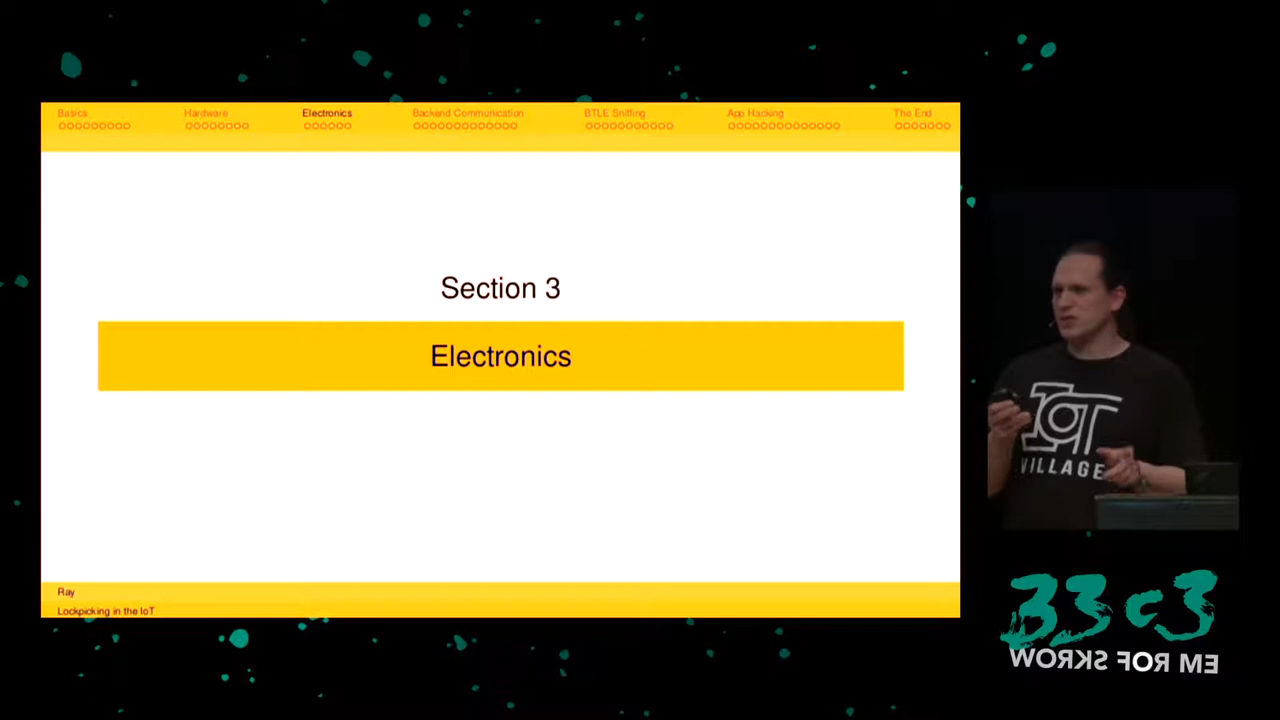 Basics Hardware Electronics Backend Communication BTLE Sniffing App Hacking The End
Section 3
Electronics
Ray
Lockpicking in the IoT
IoT
VILLAGE
33c3
WORKS FOR ME